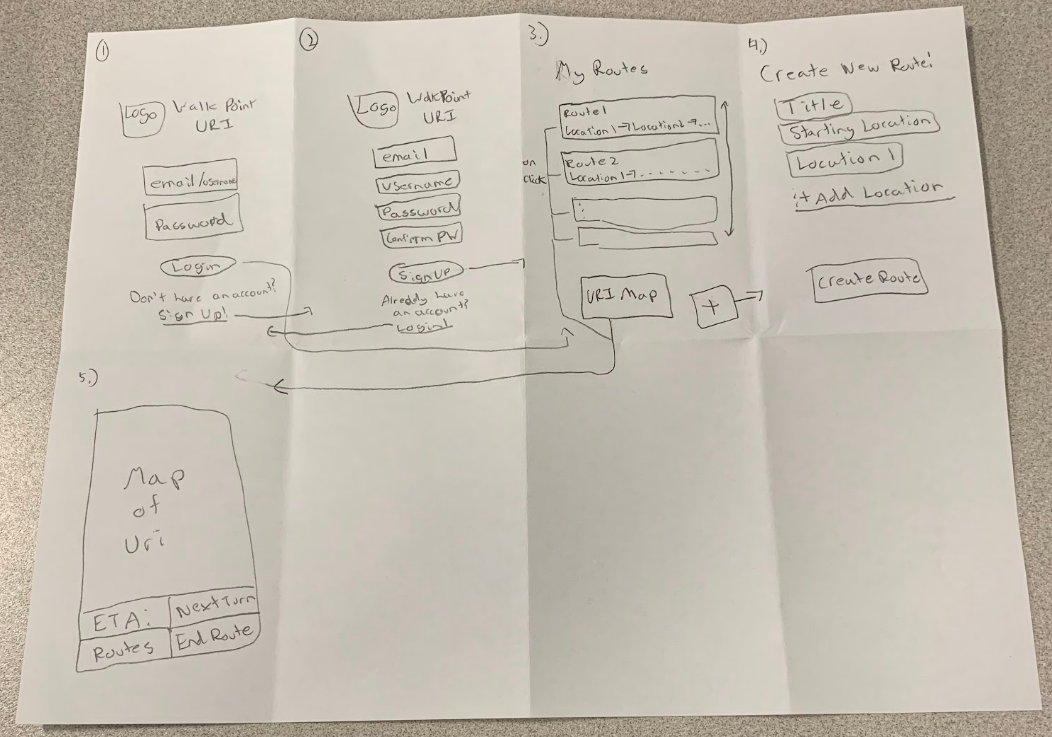 1
Logo
Walk Point
URI
email/username
Password
Login
Don't have an account?
Sign Up!
2
Logo
WalkPoint
URI
email
username
Password
Confirm PW
Sign Up
Already have
an account?
Login!
3.)
My Routes
Route 1
Location 1→Location2→...
Route 2
Location 1→........
:
on
click
URI Map
+
4.)
Create New Route!
Title
Starting Location
Location 1
:+ Add Location
Create Route
5.)
Map
of
Uri
ETA:
Next Turn
Routes
End Route